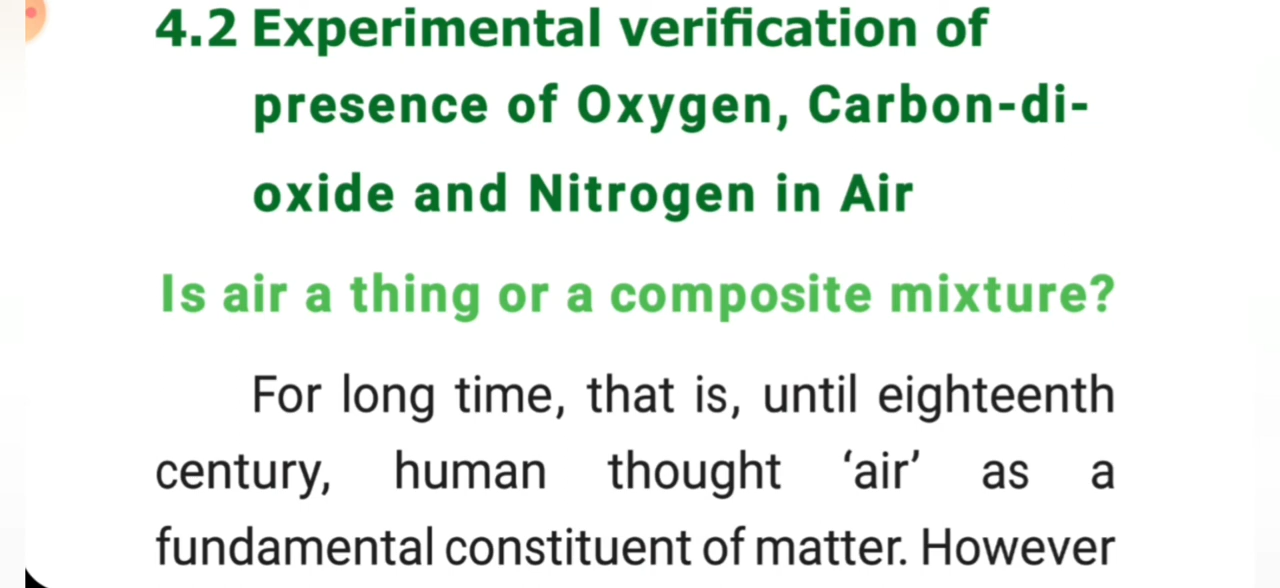 4.2 Experimental verification of
presence of Oxygen, Carbon-di-
oxide and Nitrogen in Air
Is air a thing or a composite mixture?
For long time, that is, until eighteenth
century, human thought ‘air’ as a
fundamental constituent of matter. However